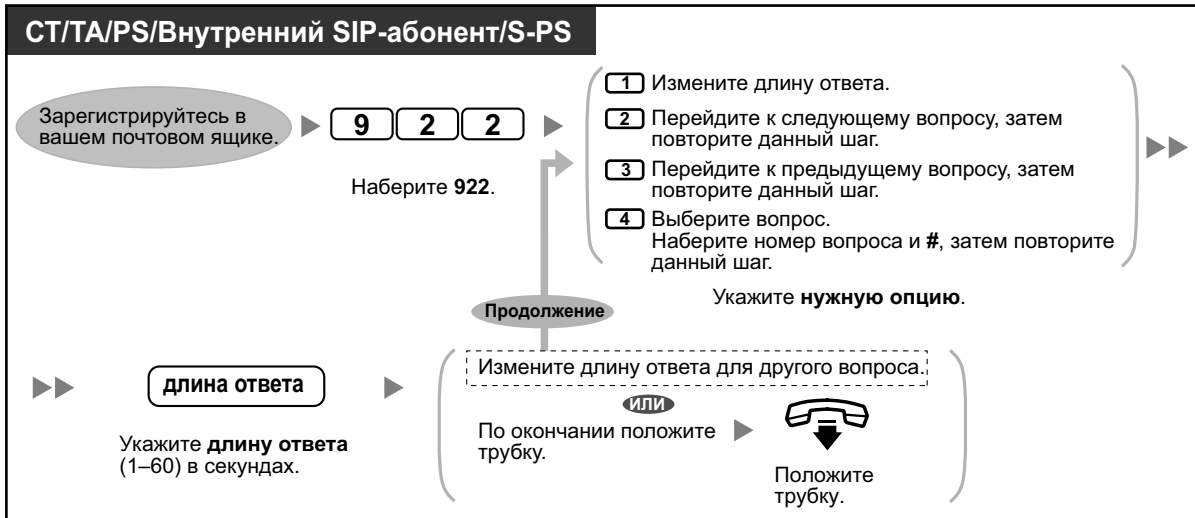 СТ/ТА/PS/Внутренний SIP-абонент/S-PS
Зарегистрируйтесь в
вашем почтовом ящике.
9 2 2
Наберите 922.
1 Измените длину ответа.
2 Перейдите к следующему вопросу, затем
повторите данный шаг.
3 Перейдите к предыдущему вопросу, затем
повторите данный шаг.
4 Выберите вопрос.
Наберите номер вопроса и #, затем повторите
данный шаг.
Укажите нужную опцию.
Продолжение
длина ответа
Укажите длину ответа
(1–60) в секундах.
Измените длину ответа для другого вопроса.
ИЛИ
По окончании положите
трубку.
Положите
трубку.